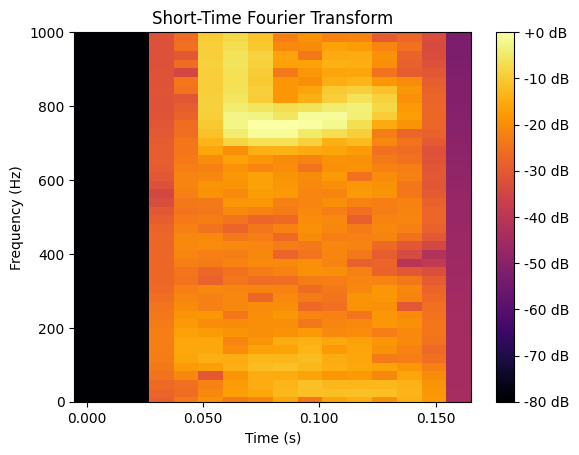 Short-Time Fourier Transform
Frequency (Hz)
1000
800
600
400
200
0
0.000
0.050
0.100
0.150
Time (s)
+0 dB
-10 dB
-20 dB
-30 dB
-40 dB
-50 dB
-60 dB
-70 dB
-80 dB